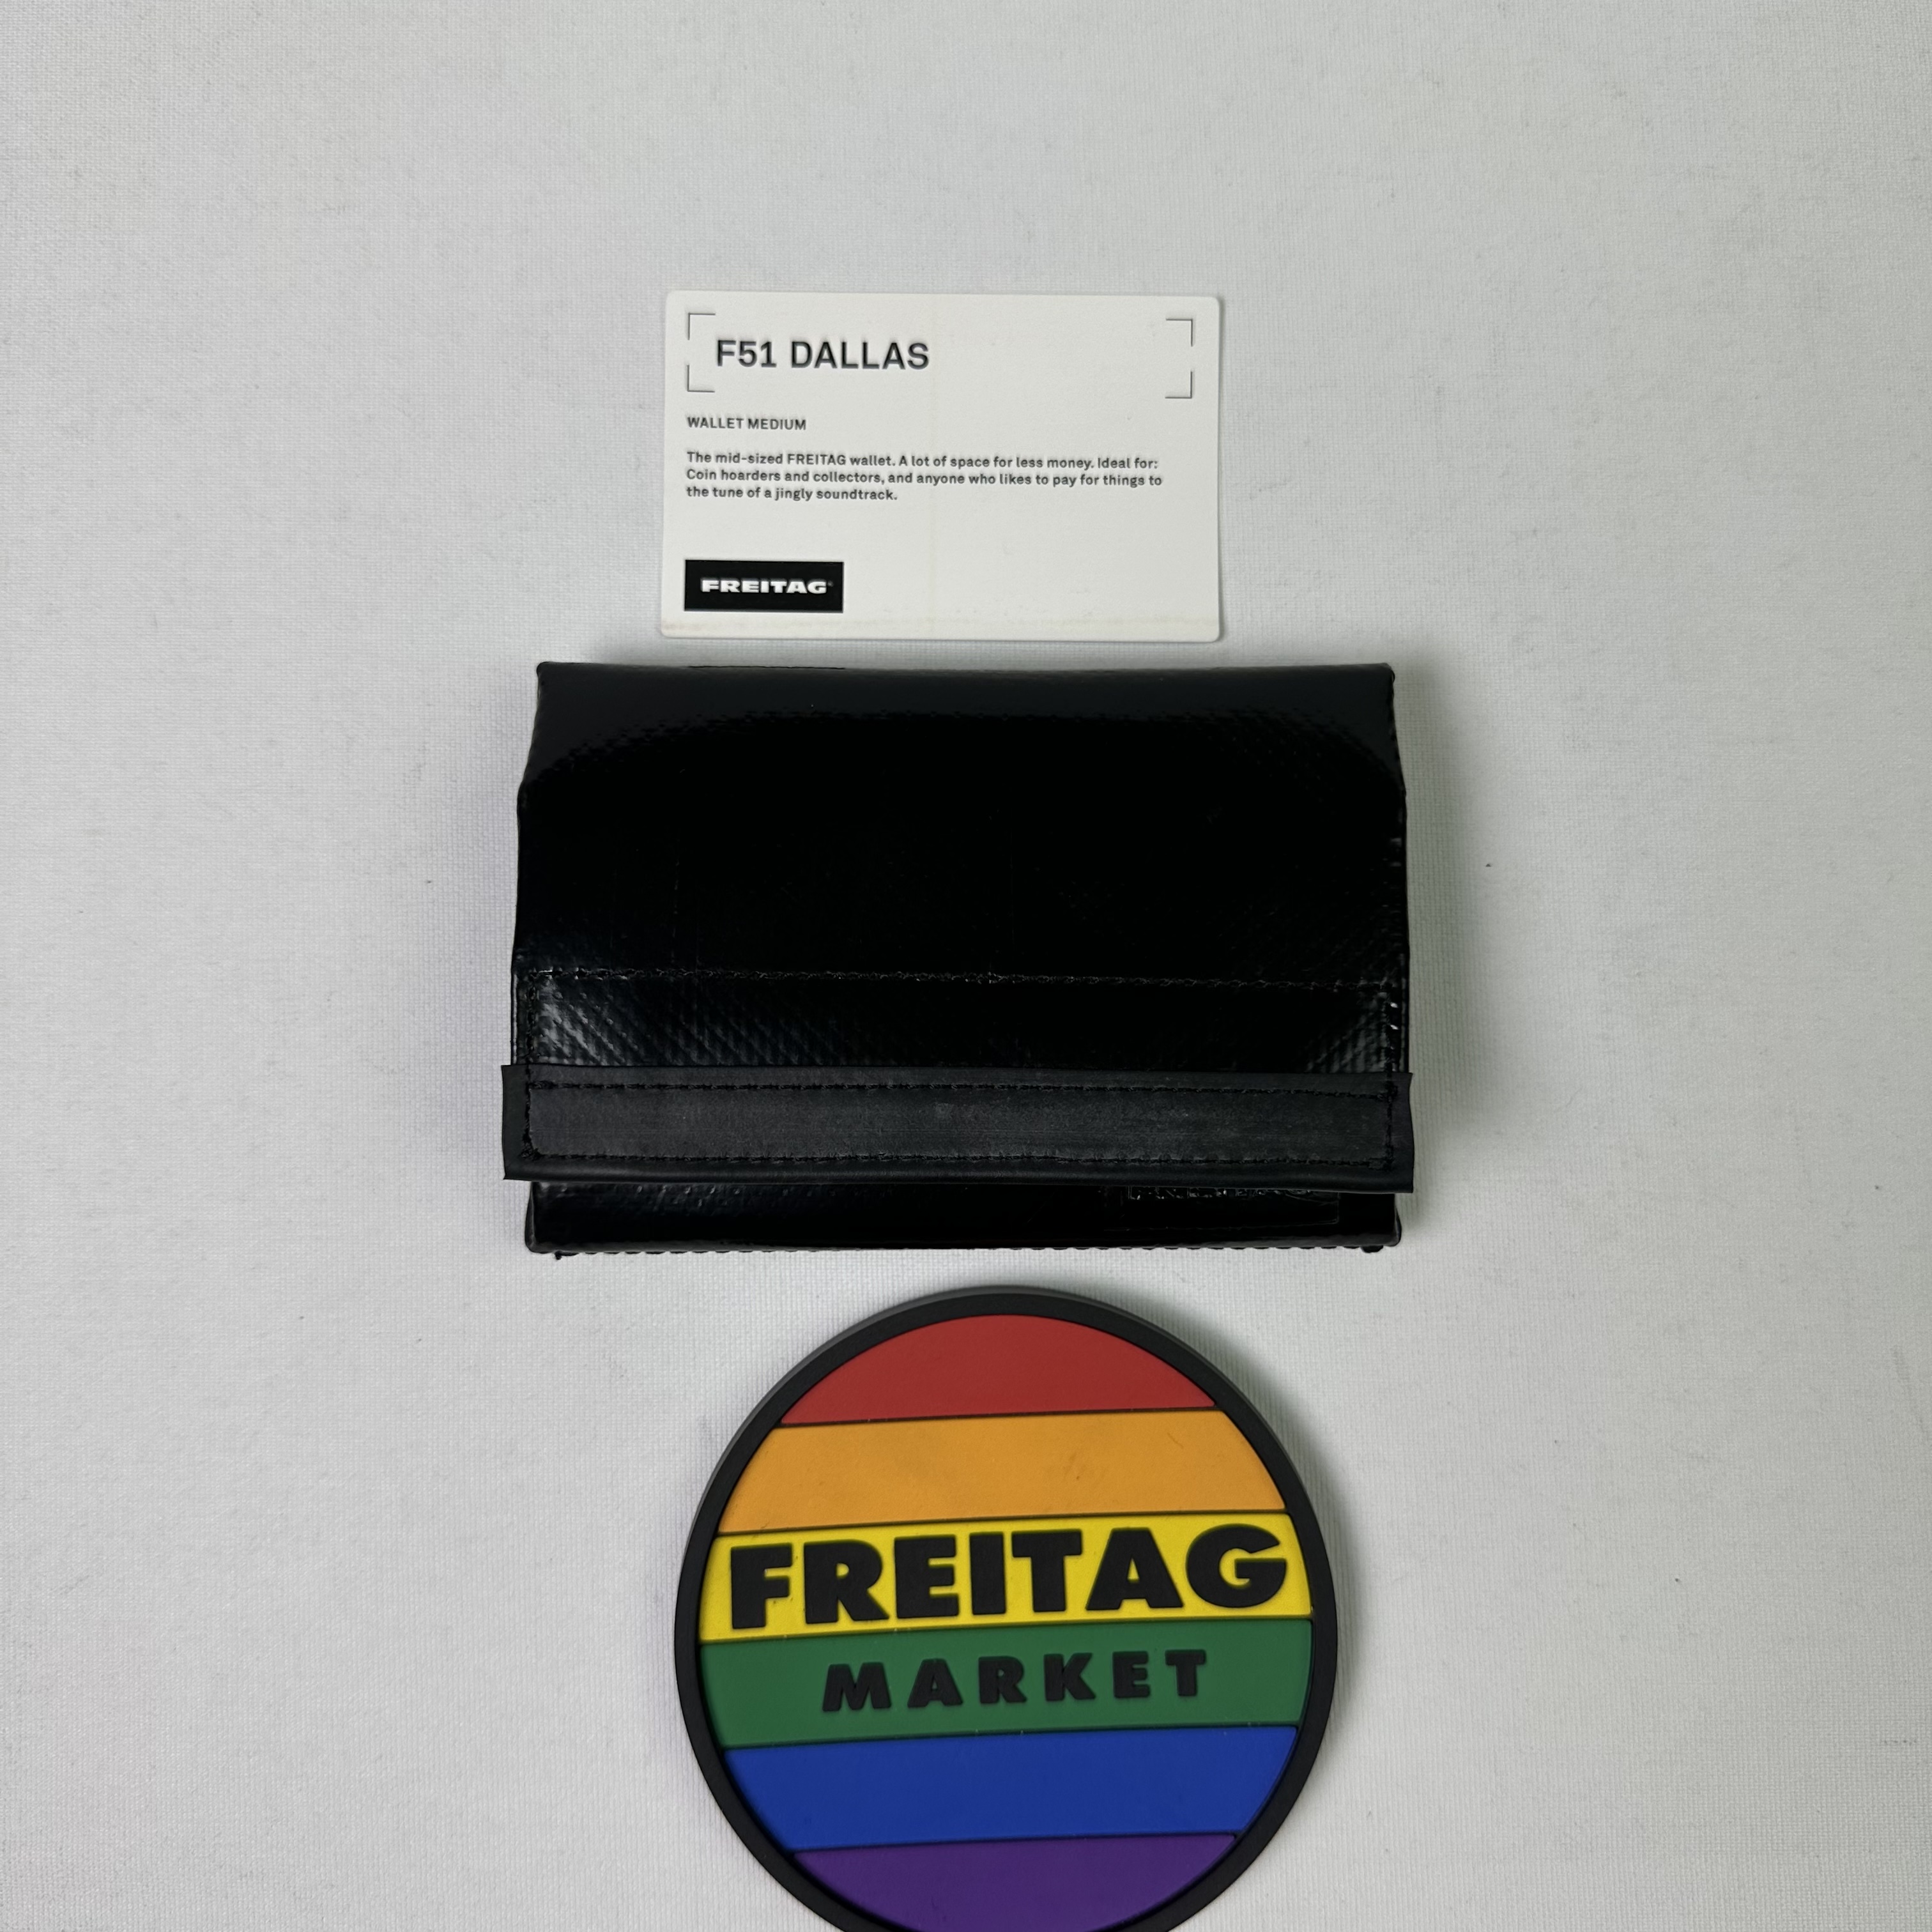 F51 DALLAS
WALLET MEDIUM
The mid-sized FREITAG wallet. A lot of space for less money. Ideal for:
Coin hoarders and collectors, and anyone who likes to pay for things to
the tune of a jingly soundtrack.
FREITAG
FREITAG
MARKET